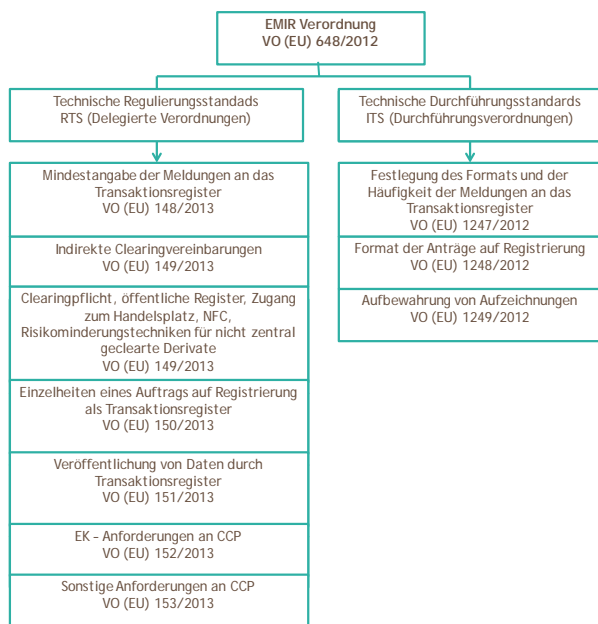 EMIR Verordnung
VO (EU) 648/2012
Technische Regulierungsstandads
RTS (Delegierte Verordnungen)
Technische Durchführungsstandards
ITS (Durchführungsverordnungen)
Mindestangabe der Meldungen an das
Transaktionsregister
VO (EU) 148/2013
Indirekte Clearingvereinbarungen
VO (EU) 149/2013
Clearingpflicht, öffentliche Register, Zugang
zum Handelsplatz, NFC,
Risikominderungstechniken für nicht zentral
geclearte Derivate
VO (EU) 149/2013
Einzelheiten eines Auftrags auf Registrierung
als Transaktionsregister
VO (EU) 150/2013
Veröffentlichung von Daten durch
Transaktionsregister
VO (EU) 151/2013
EK – Anforderungen an CCP
VO (EU) 152/2013
Sonstige Anforderungen an CCP
VO (EU) 153/2013
Festlegung des Formats und der
Häufigkeit der Meldungen an das
Transaktionsregister
VO (EU) 1247/2012
Format der Anträge auf Registrierung
VO (EU) 1248/2012
Aufbewahrung von Aufzeichnungen
VO (EU) 1249/2012